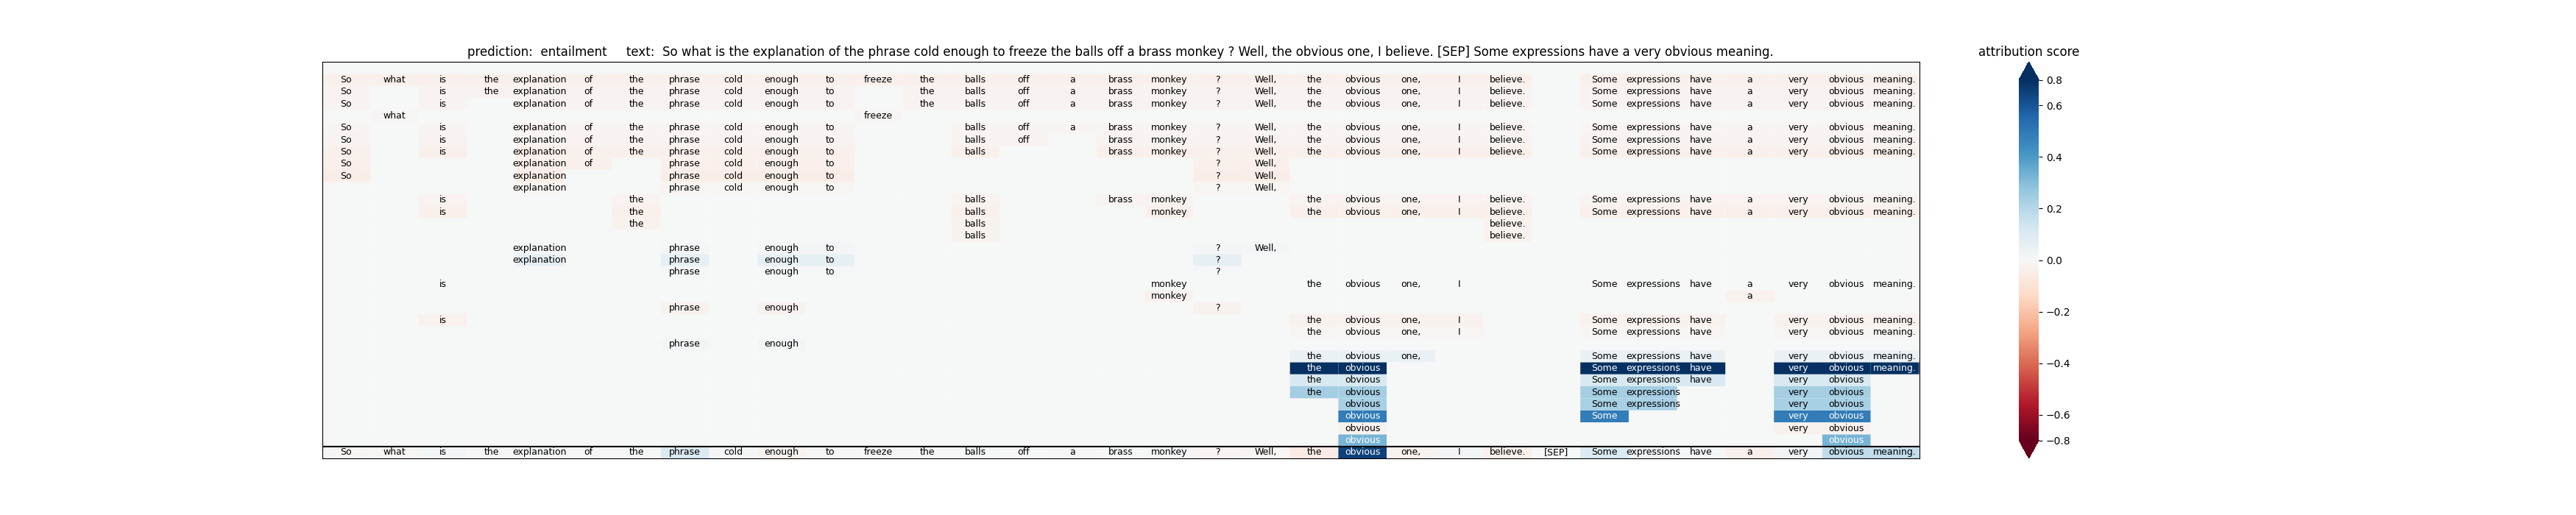 prediction: entailment text: So what is the explanation of the phrase cold enough to freeze the balls off a brass monkey ? Well, the obvious one, I believe. [SEP] Some expressions have a very obvious meaning.
attribution score
So what is the explanation of the phrase cold enough to freeze the balls off a brass monkey ? Well, the obvious one, I believe. Some expressions have a very obvious meaning.
So is the explanation of the phrase cold enough to the balls off a brass monkey ? Well, the obvious one, I believe. Some expressions have a very obvious meaning.
So is explanation of the phrase cold enough to the balls off a brass monkey ? Well, the obvious one, I believe. Some expressions have a very obvious meaning.
what freeze
So is explanation of the phrase cold enough to balls off a brass monkey ? Well, the obvious one, I believe. Some expressions have a very obvious meaning.
So is explanation of the phrase cold enough to balls off brass monkey ? Well, the obvious one, I believe. Some expressions have a very obvious meaning.
So is explanation of the phrase cold enough to balls brass monkey ? Well, the obvious one, I believe. Some expressions have a very obvious meaning.
So explanation of phrase cold enough to ? Well,
So explanation phrase cold enough to ? Well,
explanation phrase cold enough to ? Well,
is the balls brass monkey the obvious one, I believe. Some expressions have a very obvious meaning.
is the balls monkey the obvious one, I believe. Some expressions have a very obvious meaning.
the balls believe.
balls believe.
explanation phrase enough to ? Well,
explanation phrase enough to ?
phrase enough to ?
is monkey the obvious one, I Some expressions have a very obvious meaning.
monkey a
phrase enough ?
is the obvious one, I Some expressions have very obvious meaning.
the obvious one, I Some expressions have very obvious meaning.
phrase enough
the obvious one, Some expressions have very obvious meaning.
the obvious Some expressions have very obvious meaning.
the obvious Some expressions have very obvious
the obvious Some expressions very obvious
obvious Some expressions very obvious
obvious Some very obvious
obvious very obvious
obvious obvious
So what is the explanation of the phrase cold enough to freeze the balls off a brass monkey ? Well, the obvious one, I believe. [SEP] Some expressions have a very obvious meaning.
0.8
0.6
0.4
0.2
0.0
−0.2
−0.4
−0.6
−0.8